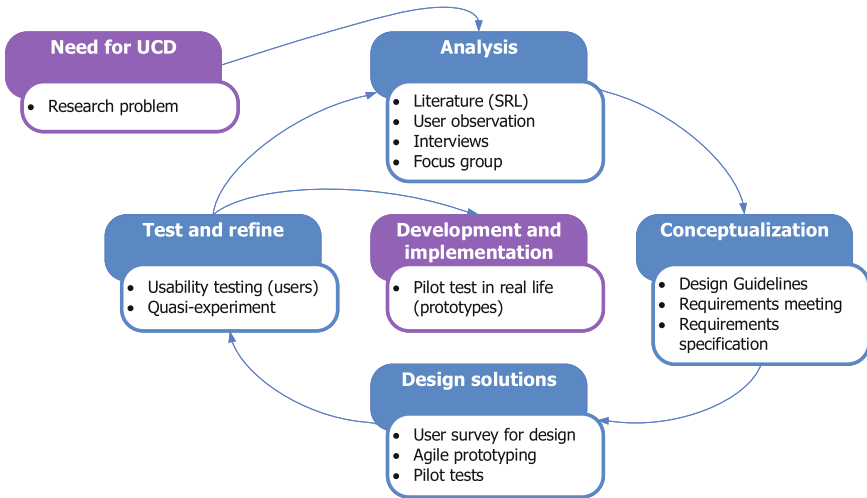 Need for UCD
• Research problem
Analysis
• Literature (SRL)
• User observation
• Interviews
• Focus group
Test and refine
• Usability testing (users)
• Quasi-experiment
Development and
implementation
• Pilot test in real life
(prototypes)
Conceptualization
• Design Guidelines
• Requirements meeting
• Requirements
specification
Design solutions
• User survey for design
• Agile prototyping
• Pilot tests